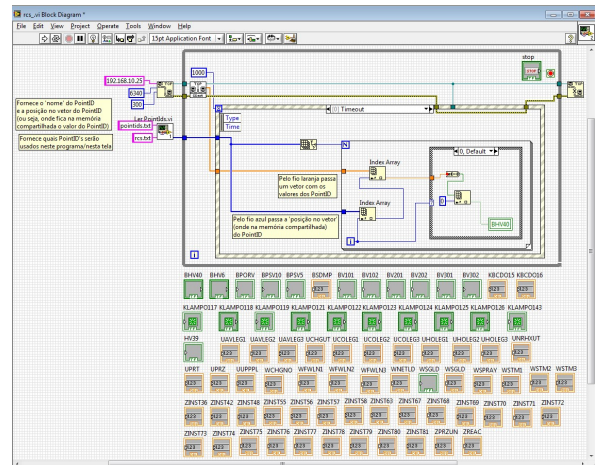 rcs_.vi Block Diagram *
File Edit View Project Operate Tools Window Help
15pt Application Font
stop
STOP
1000
192.168.10.25
6340
300
[0] Timeout
Fornece o 'nome' do PointID
e a posição no vetor do PointID
(ou seja, onde fica na memória
compartilhada o valor do PointID)
Type
Time
Ler PointIds.vi
pointids.txt
rcs.txt
Fornece quais PointID's serão
usados neste programa/nesta tela
N
0, Default
Index Array
Pelo fio laranja passa
um vetor com os
valores dos PointID
Index Array
0
BHV40
Pelo fio azul passa a 'posição no vetor'
(onde na memória compartilhada)
do PointID
i
i
BHV40 BHV6 BPORV BPSV10 BPSV5 BSDMP BV101 BV102 BV201 BV202 BV301 BV302 KBCDO15 KBCDO16
KLAMPO117 KLAMPO118 KLAMPO119 KLAMPO121 KLAMPO122 KLAMPO123 KLAMPO124 KLAMPO125 KLAMPO126 KLAMPO143
HV39 UAVLEG1 UAVLEG2 UAVLEG3 UCHGUT UCOLEG1 UCOLEG2 UCOLEG3 UHOLEG1 UHOLEG2 UHOLEG3 UNRHXUT
UPRT UPRZ UUPPPL WCHGNO WFWLN1 WFWLN2 WFWLN3 WNETLD WSGLD WSGLD WSPRAY WSTM1 WSTM2 WSTM3
ZINST36 ZINST42 ZINST48 ZINST55 ZINST56 ZINST57 ZINST58 ZINST63 ZINST67 ZINST68 ZINST69 ZINST70 ZINST71 ZINST72
ZINST73 ZINST74 ZINST75 ZINST76 ZINST77 ZINST78 ZINST79 ZINST80 ZINST81 ZPRZUN ZREAC